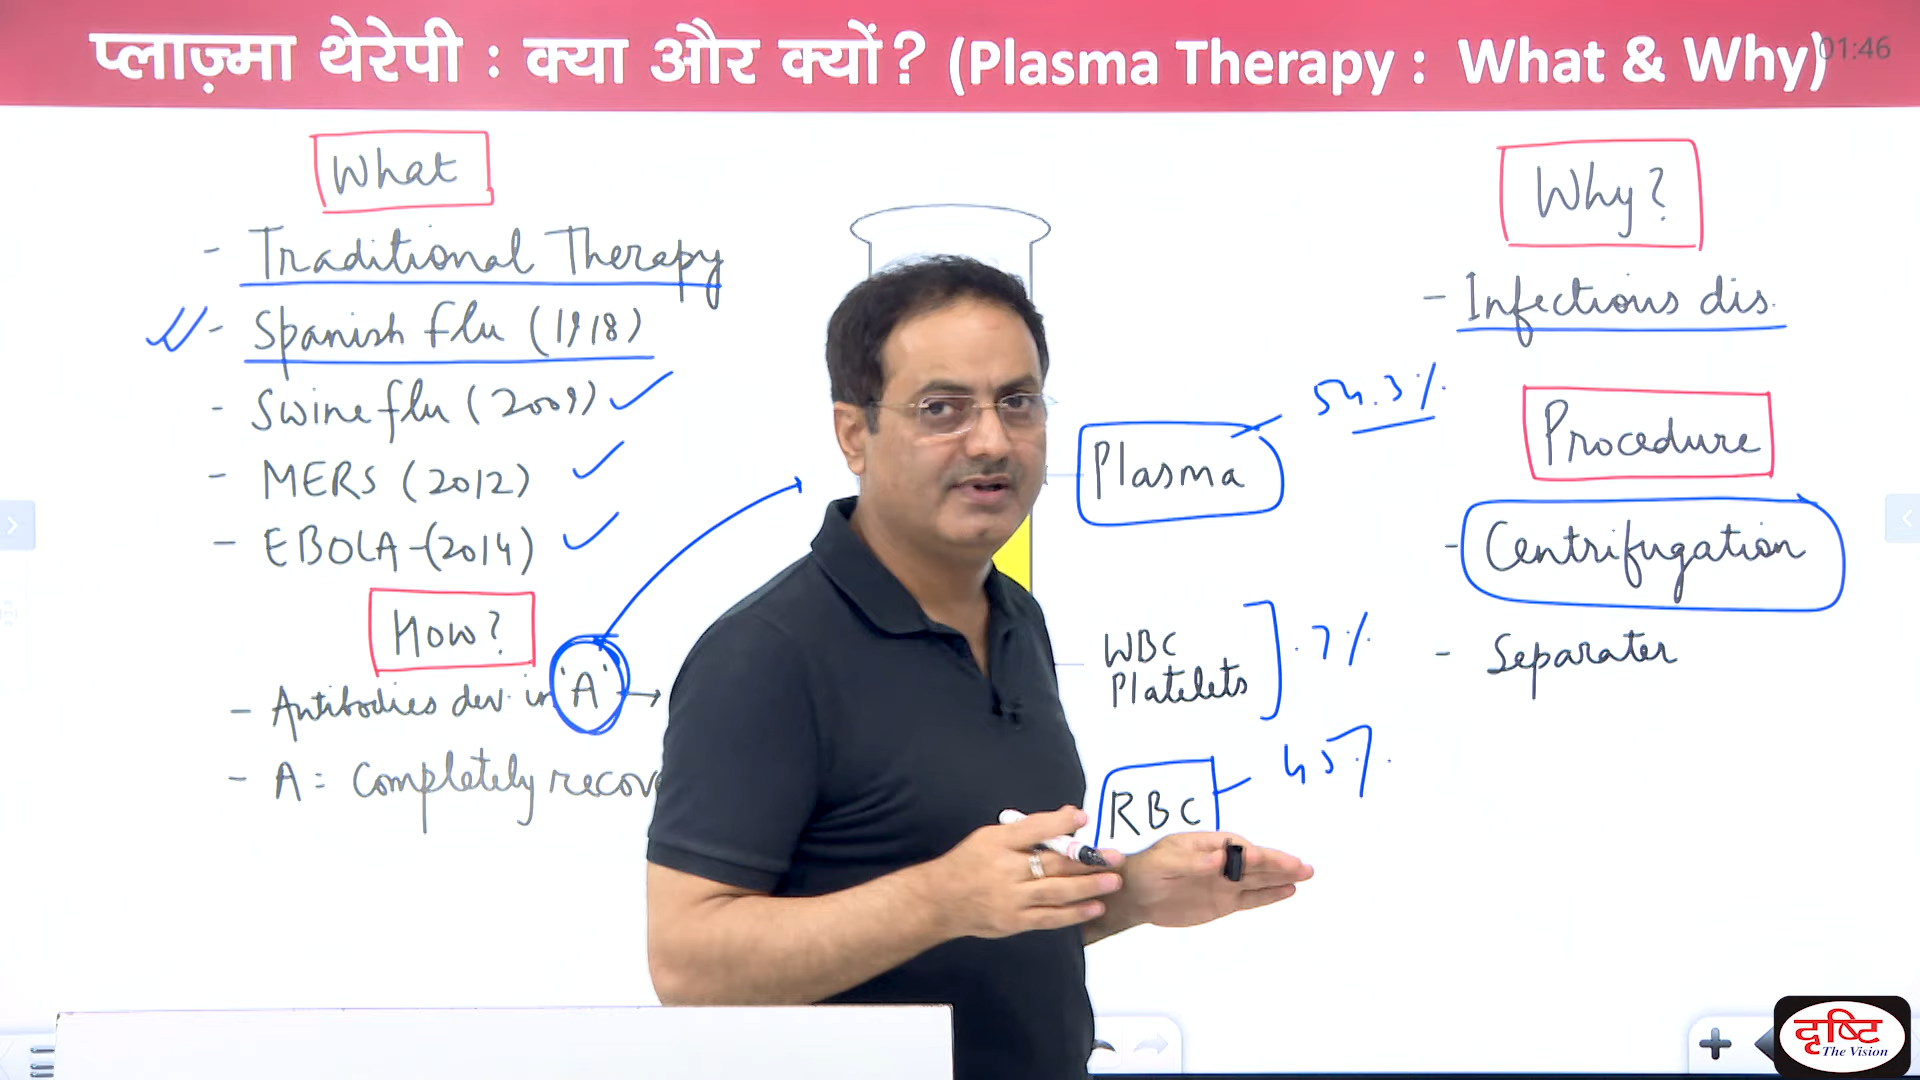 प्लाज़्मा थेरेपी : क्या और क्यों? (Plasma Therapy : What & Why)
01:46
What
- Traditional Therapy
- Spanish flu (1918)
- Swine flu (2009)
- MERS (2012)
- EBOLA-(2014)
How?
- Antibodies dev. in 'A' →
- A = Completely recov
Plasma
54.3%
WBC
Platelets
.7%
RBC
45%
Why?
- Infectious dis.
Procedure
- Centrifugation
- Separater
दृष्टि
The Vision